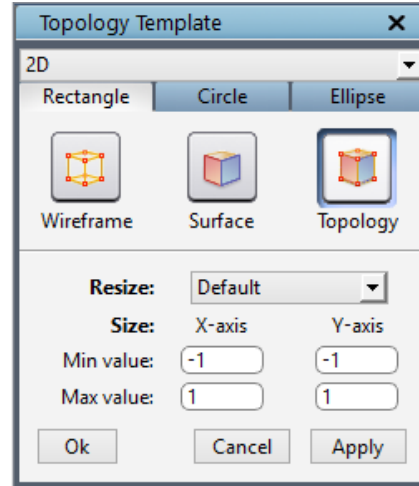 Topology Template
2D
Rectangle Circle Ellipse
Wireframe Surface Topology
Resize: Default
Size: X-axis Y-axis
Min value: -1 -1
Max value: 1 1
Ok Cancel Apply